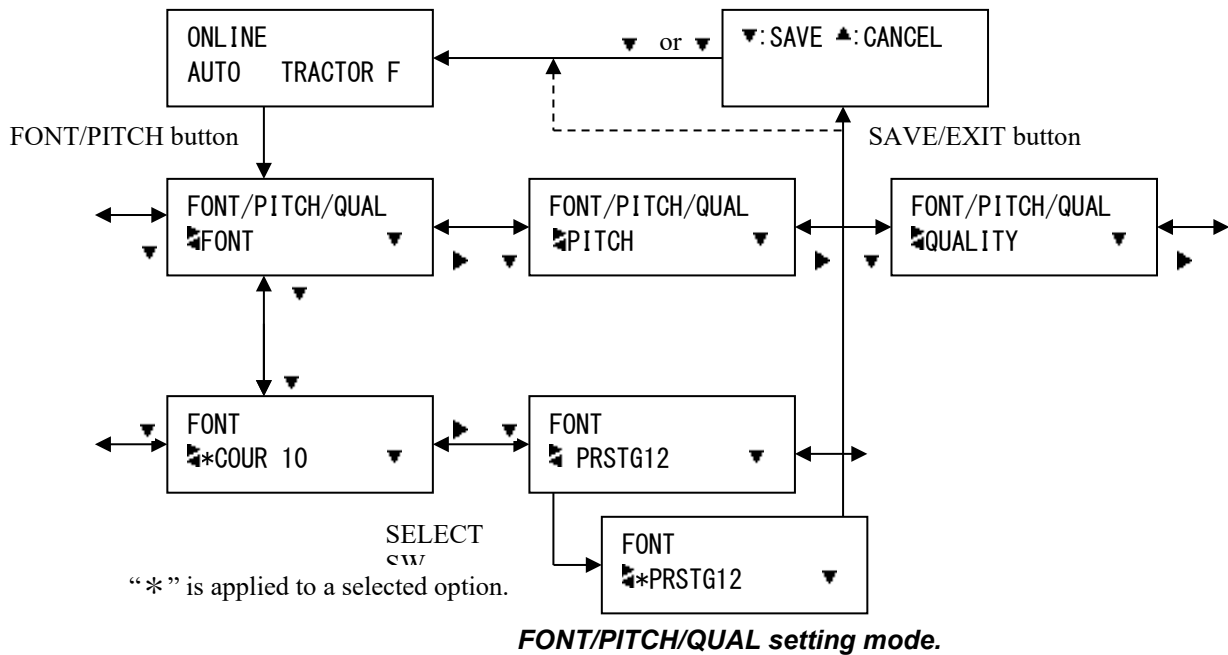 ONLINE
AUTO TRACTOR F
▼ or ▼
▼:SAVE ▲:CANCEL
FONT/PITCH button
SAVE/EXIT button
FONT/PITCH/QUAL
FONT ▼
FONT/PITCH/QUAL
PITCH ▼
FONT/PITCH/QUAL
QUALITY ▼
FONT
*COUR 10 ▼
FONT
PRSTG12 ▼
SELECT
SW
FONT
*PRSTG12 ▼
“*” is applied to a selected option.
FONT/PITCH/QUAL setting mode.